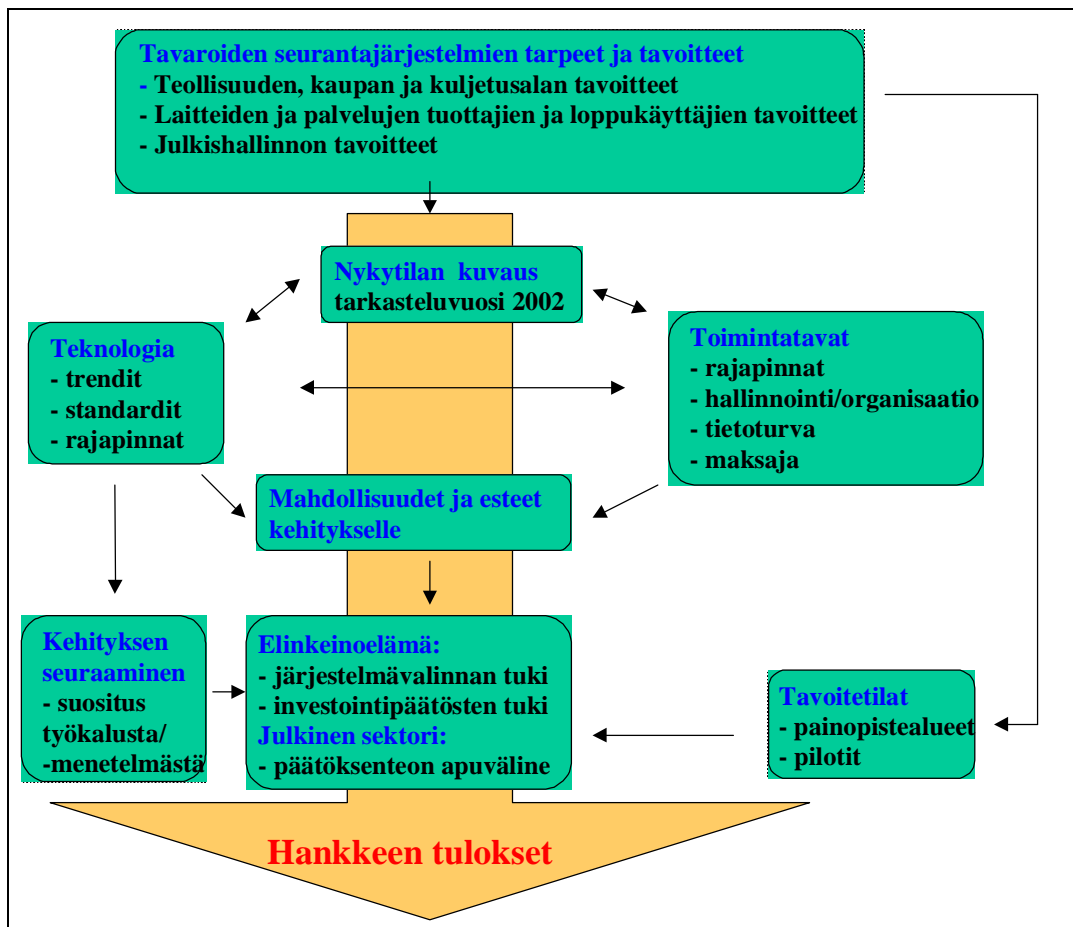 Tavaroiden seurantajärjestelmien tarpeet ja tavoitteet
- Teollisuuden, kaupan ja kuljetusalan tavoitteet
- Laitteiden ja palvelujen tuottajien ja loppukäyttäjien tavoitteet
- Julkishallinnon tavoitteet
Nykytilan kuvaus
tarkasteluvuosi 2002
Teknologia
- trendit
- standardit
- rajapinnat
Toimintatavat
- rajapinnat
- hallinnointi/organisaatio
- tietoturva
- maksaja
Mahdollisuudet ja esteet
kehitykselle
Kehityksen
seuraaminen
- suositus
työkalusta/
-menetelmästä
Elinkeinoelämä:
- järjestelmävalinnan tuki
- investointipäätösten tuki
Julkinen sektori:
- päätöksenteon apuväline
Tavoitetilat
- painopistealueet
- pilotit
Hankkeen tulokset